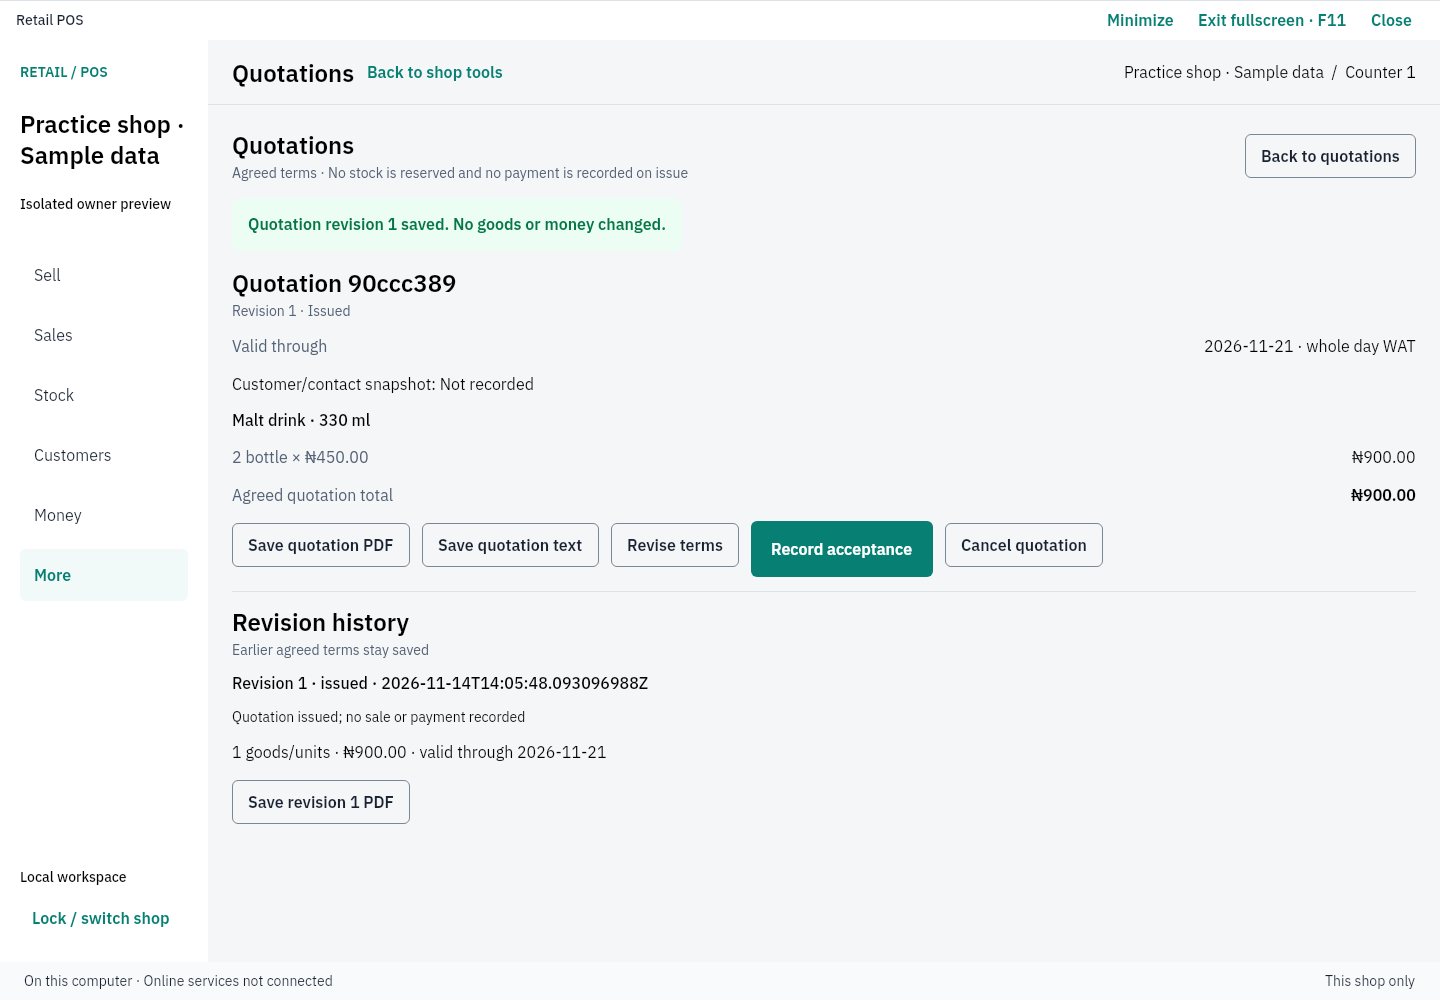 Retail POS
Minimize
Exit fullscreen · F11
Close
RETAIL / POS
Practice shop ·
Sample data
Isolated owner preview
Sell
Sales
Stock
Customers
Money
More
Local workspace
Lock / switch shop
Quotations
Back to shop tools
Practice shop · Sample data / Counter 1
Quotations
Agreed terms · No stock is reserved and no payment is recorded on issue
Back to quotations
Quotation revision 1 saved. No goods or money changed.
Quotation 90ccc389
Revision 1 · Issued
Valid through
2026-11-21 · whole day WAT
Customer/contact snapshot: Not recorded
Malt drink · 330 ml
2 bottle × ₦450.00
₦900.00
Agreed quotation total
₦900.00
Save quotation PDF
Save quotation text
Revise terms
Record acceptance
Cancel quotation
Revision history
Earlier agreed terms stay saved
Revision 1 · issued · 2026-11-14T14:05:48.093096988Z
Quotation issued; no sale or payment recorded
1 goods/units · ₦900.00 · valid through 2026-11-21
Save revision 1 PDF
On this computer · Online services not connected
This shop only